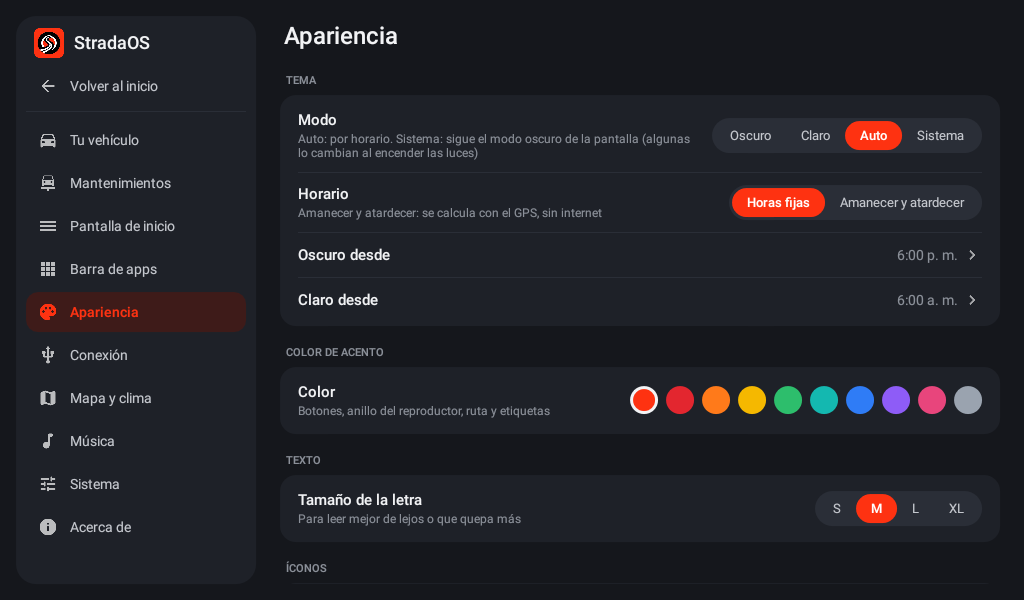 StradaOS
Volver al inicio
Tu vehículo
Mantenimientos
Pantalla de inicio
Barra de apps
Apariencia
Conexión
Mapa y clima
Música
Sistema
Acerca de
Apariencia
TEMA
Modo
Auto: por horario. Sistema: sigue el modo oscuro de la pantalla (algunas
lo cambian al encender las luces)
Oscuro Claro Auto Sistema
Horario
Amanecer y atardecer: se calcula con el GPS, sin internet
Horas fijas Amanecer y atardecer
Oscuro desde 6:00 p. m.
Claro desde 6:00 a. m.
COLOR DE ACENTO
Color
Botones, anillo del reproductor, ruta y etiquetas
TEXTO
Tamaño de la letra
Para leer mejor de lejos o que quepa más
S M L XL
ÍCONOS